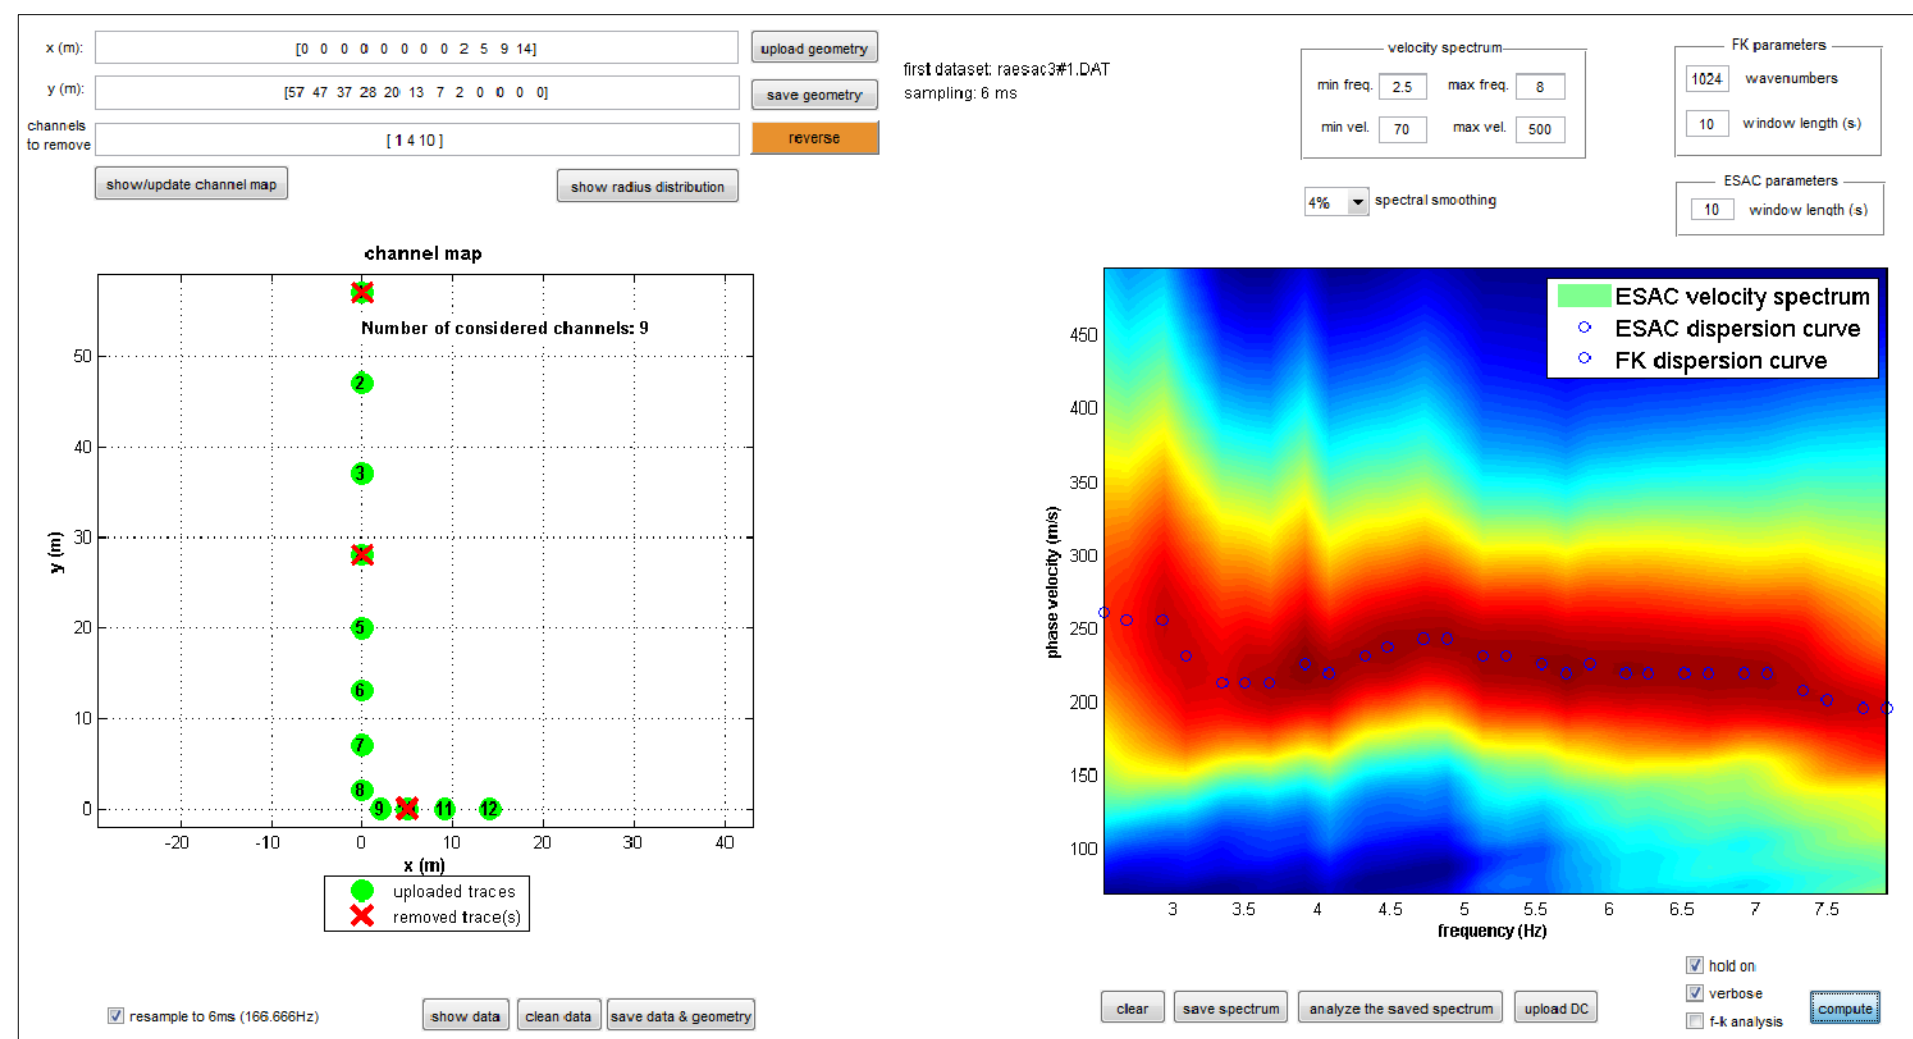 x (m): [0 0 0 0 0 0 0 0 2 5 9 14] upload geometry
y (m): [57 47 37 28 20 13 7 2 0 0 0 0] save geometry
channels
to remove [ 1 4 10 ] reverse
show/update channel map show radius distribution
first dataset: raesac3#1.DAT
sampling: 6 ms
velocity spectrum
min freq. 2.5 max freq. 8
min vel. 70 max vel. 500
4% spectral smoothing
FK parameters
1024 wavenumbers
10 window length (s)
ESAC parameters
10 window length (s)
channel map
Number of considered channels: 9
50
40
30
20
10
0
y (m)
2
3
5
6
7
8
9 11 12
-20 -10 0 10 20 30 40
x (m)
uploaded traces
removed trace(s)
resample to 6ms (166.666Hz) show data clean data save data & geometry
ESAC velocity spectrum
ESAC dispersion curve
FK dispersion curve
450
400
350
300
250
200
150
100
phase velocity (m/s)
3 3.5 4 4.5 5 5.5 6 6.5 7 7.5
frequency (Hz)
hold on
verbose
f-k analysis
clear save spectrum analyze the saved spectrum upload DC compute